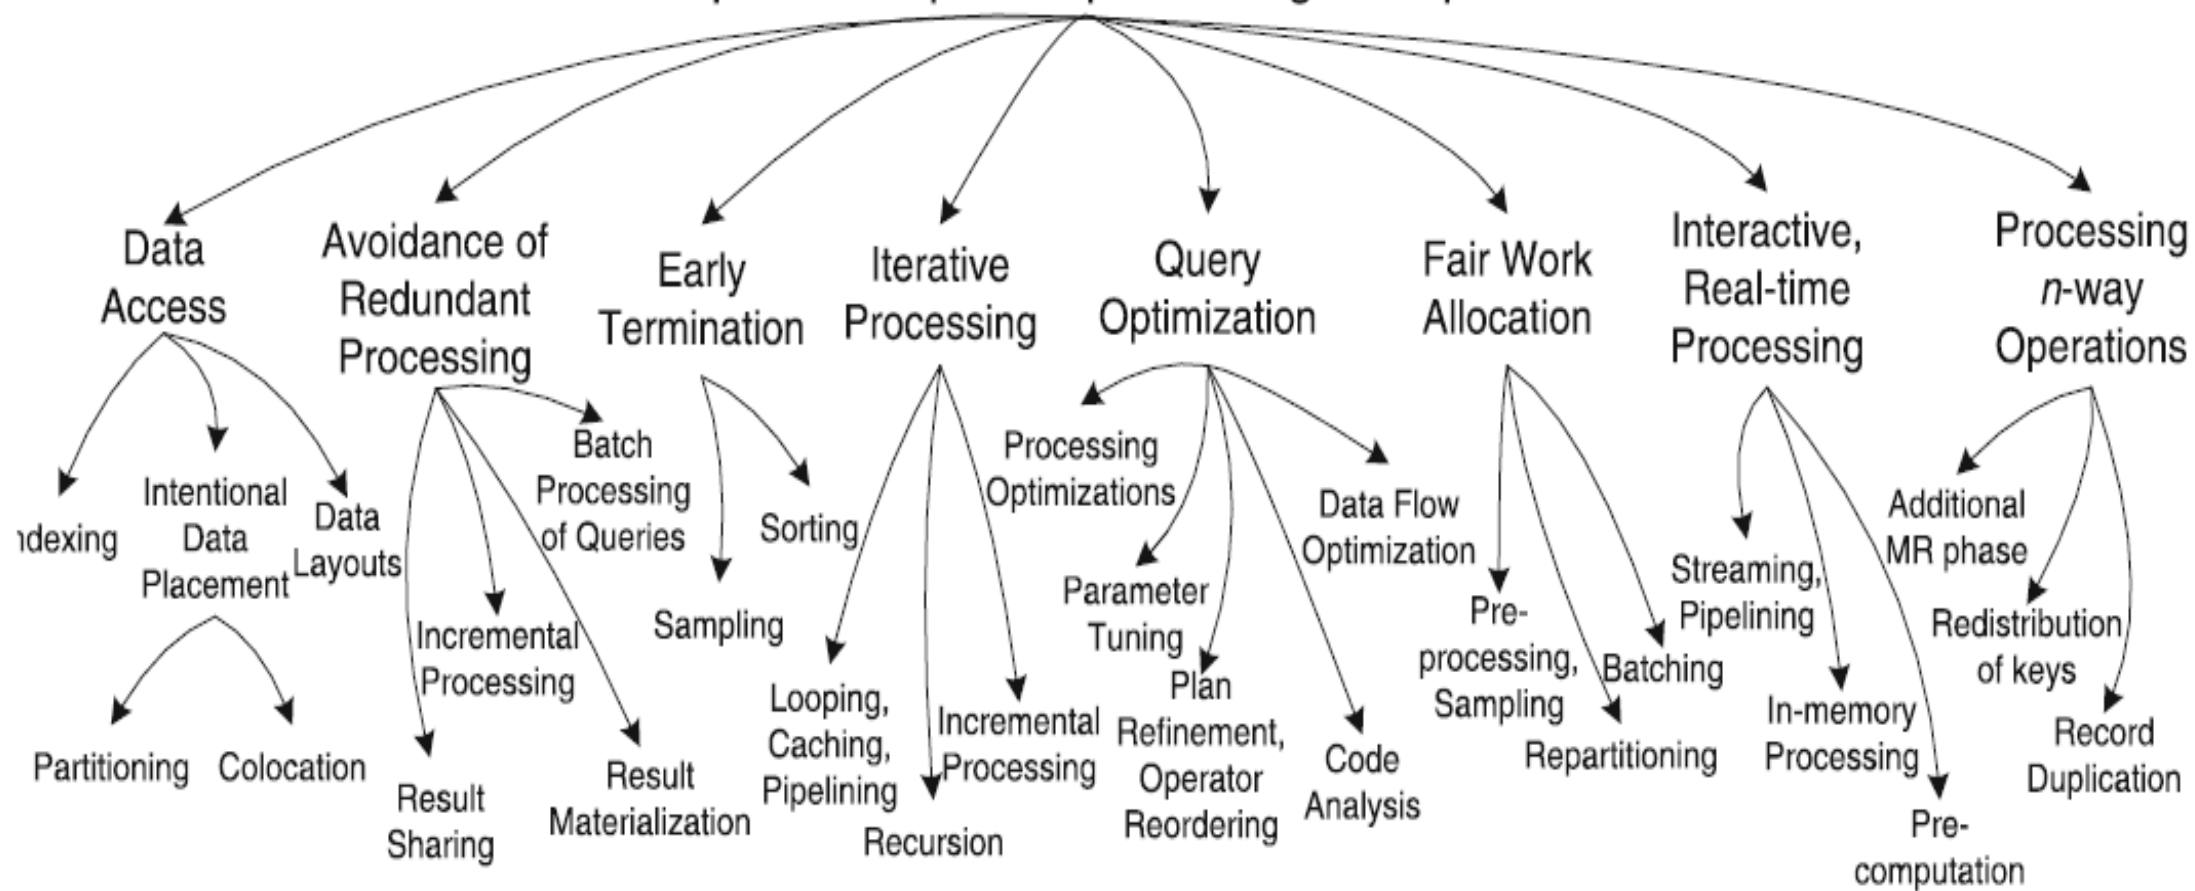 Data
Access
Avoidance of
Redundant
Processing
Early
Termination
Iterative
Processing
Query
Optimization
Fair Work
Allocation
Interactive,
Real-time
Processing
Processing
n-way
Operations
ndexing
Intentional
Data
Placement
Data
Layouts
Partitioning
Colocation
Batch
Processing
of Queries
Incremental
Processing
Result
Sharing
Result
Materialization
Sorting
Sampling
Looping,
Caching,
Pipelining
Recursion
Incremental
Processing
Processing
Optimizations
Parameter
Tuning
Plan
Refinement,
Operator
Reordering
Code
Analysis
Data Flow
Optimization
Pre-
processing,
Sampling
Repartitioning
Batching
Streaming,
Pipelining
In-memory
Processing
Pre-
computation
Additional
MR phase
Redistribution
of keys
Record
Duplication